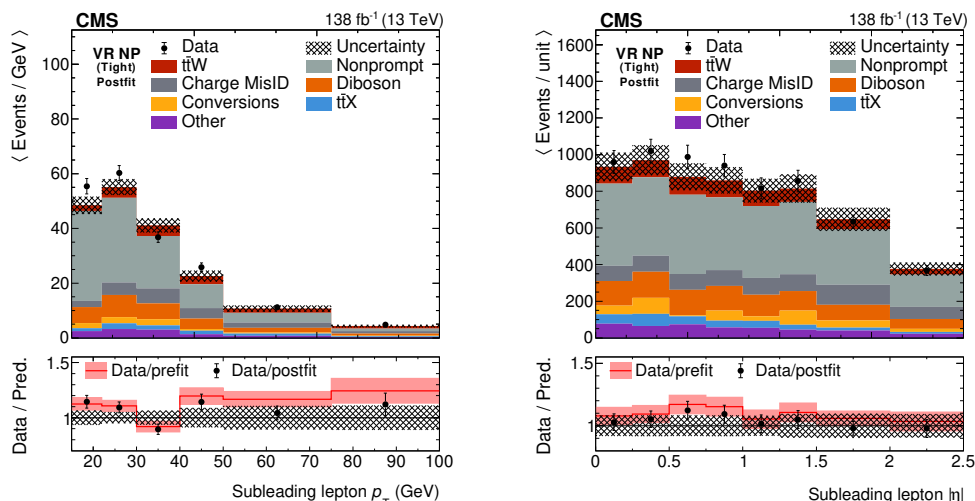 CMS 138 fb⁻¹ (13 TeV)
⟨ Events / GeV ⟩
VR NP
(Tight)
Postfit
Data
Uncertainty
tt̄W
Nonprompt
Charge MisID
Diboson
Conversions
tt̄X
Other
100
80
60
40
20
0
Data / Pred.
1.5
1
Data/prefit
Data/postfit
20 30 40 50 60 70 80 90 100
Subleading lepton p_T (GeV)
CMS 138 fb⁻¹ (13 TeV)
⟨ Events / unit ⟩
VR NP
(Tight)
Postfit
Data
Uncertainty
tt̄W
Nonprompt
Charge MisID
Diboson
Conversions
tt̄X
Other
1600
1400
1200
1000
800
600
400
200
0
Data / Pred.
1.5
1
Data/prefit
Data/postfit
0 0.5 1 1.5 2 2.5
Subleading lepton |η|